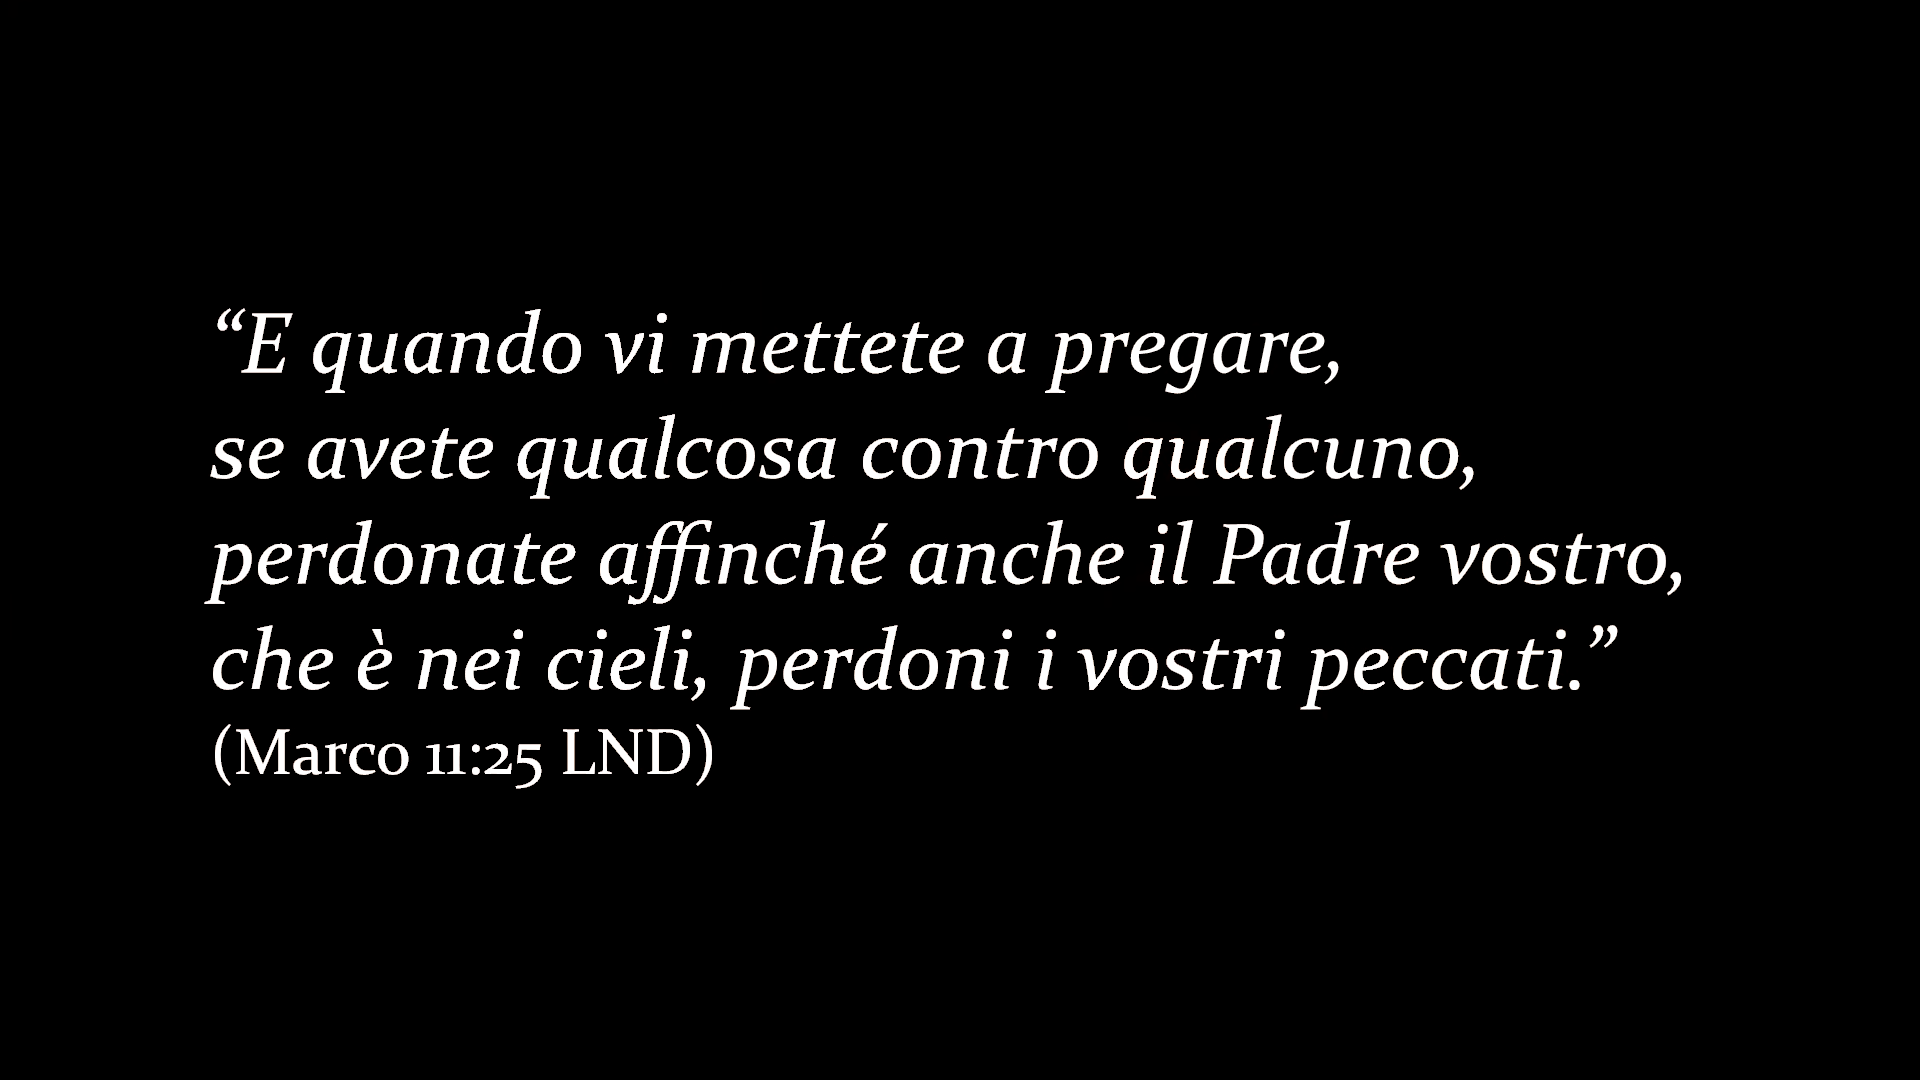 “E quando vi mettete a pregare,
se avete qualcosa contro qualcuno,
perdonate affinché anche il Padre vostro,
che è nei cieli, perdoni i vostri peccati.”
(Marco 11:25 LND)